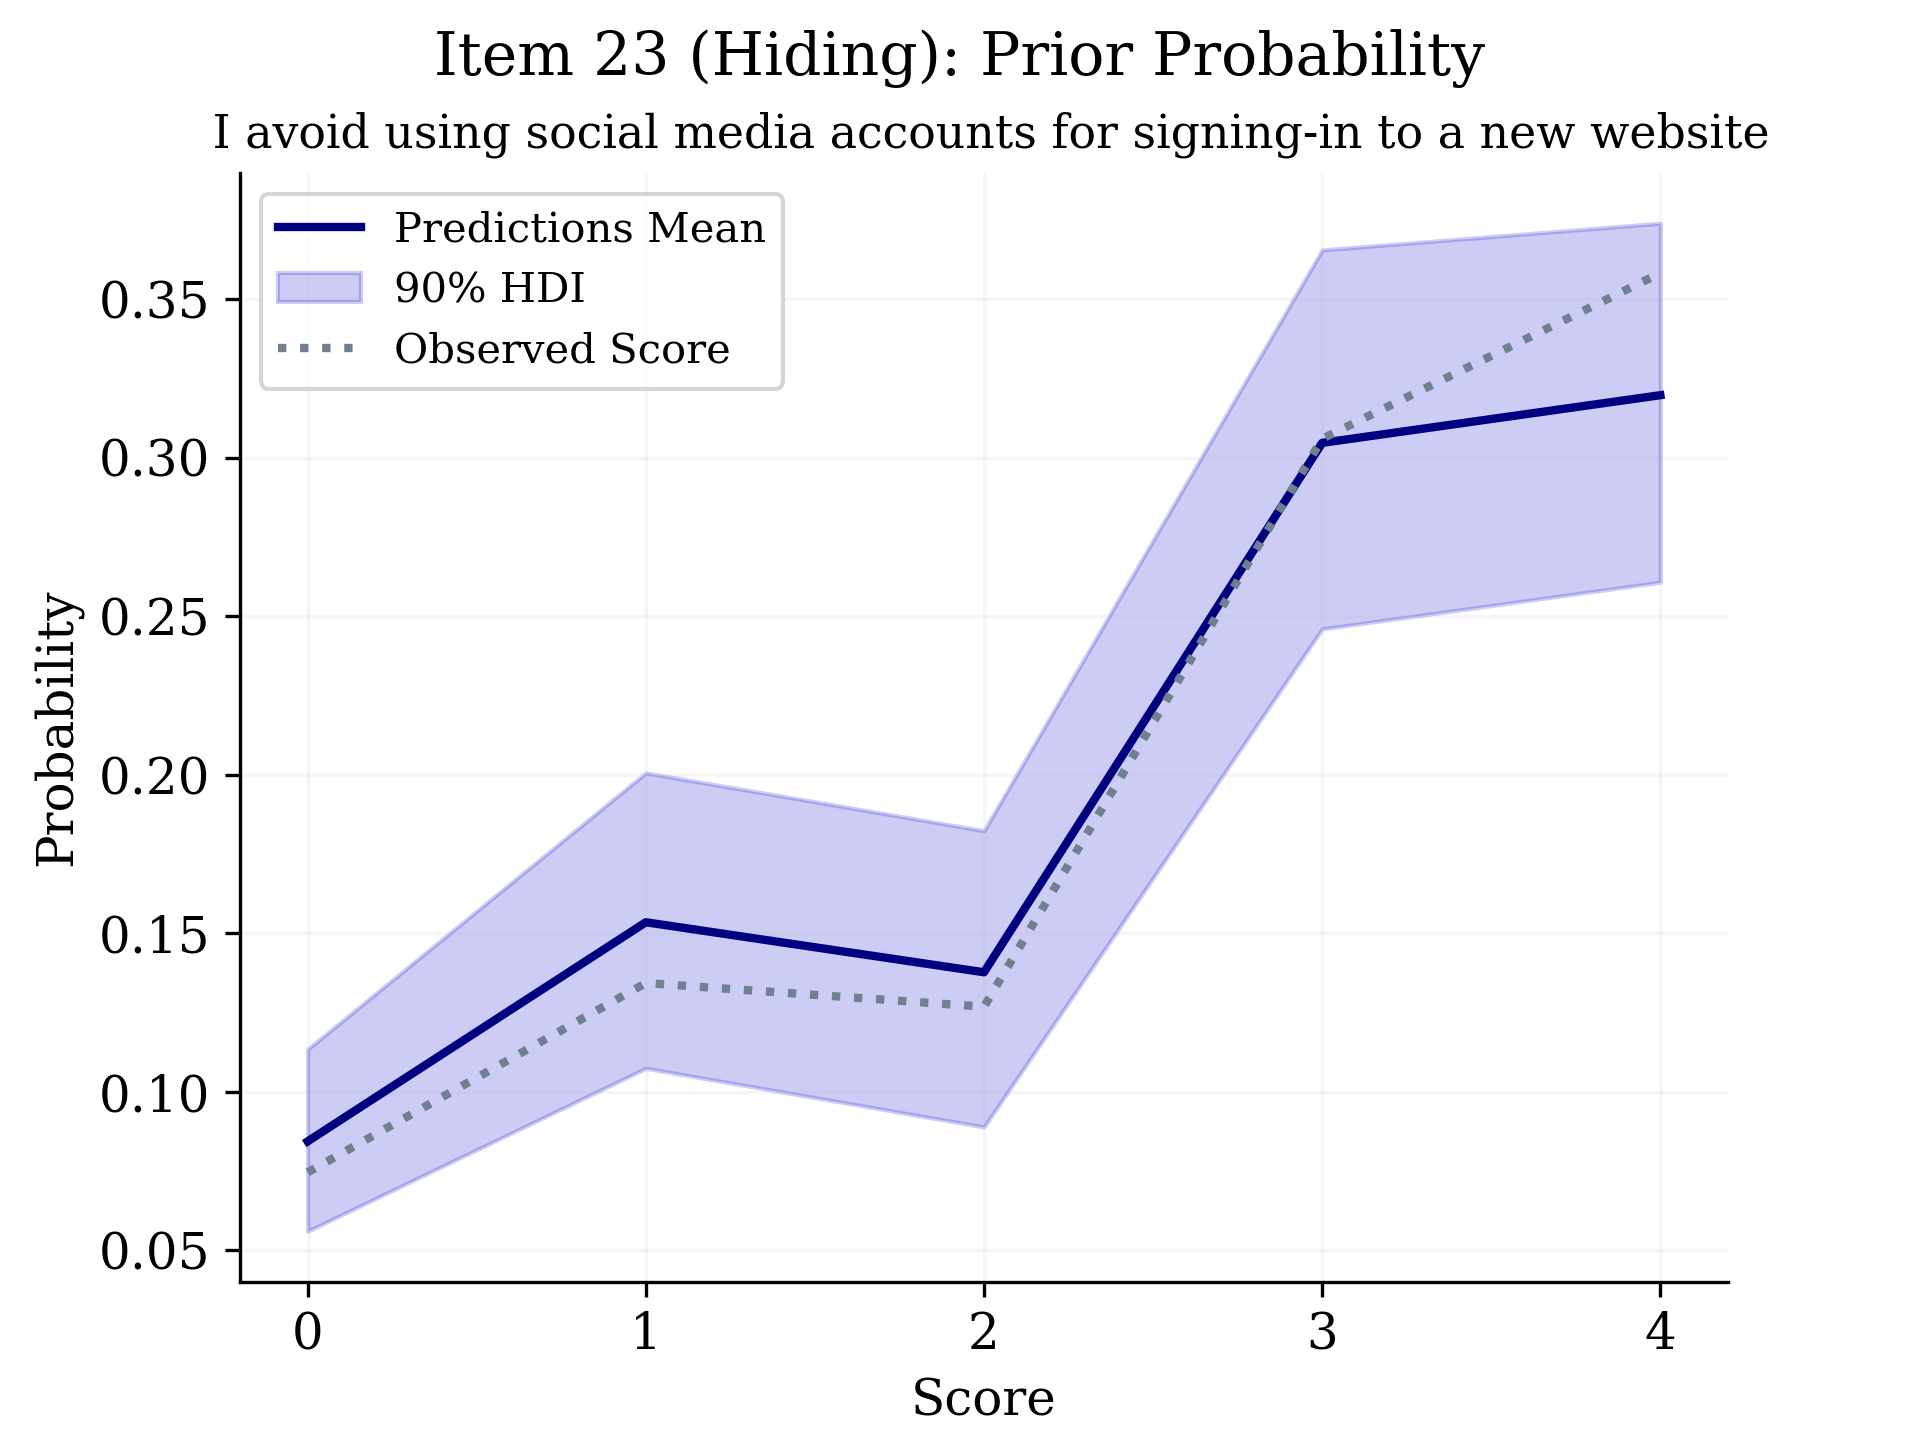 Item 23 (Hiding): Prior Probability
I avoid using social media accounts for signing-in to a new website
Predictions Mean
90% HDI
Observed Score
0.35
0.30
0.25
0.20
0.15
0.10
0.05
Probability
0 1 2 3 4
Score